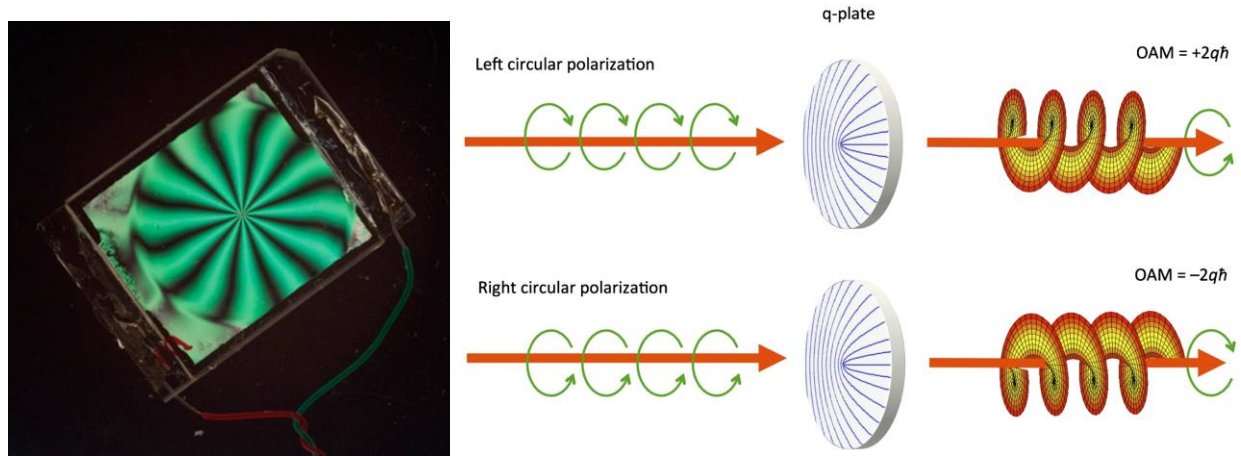 q-plate
Left circular polarization
OAM = +2qħ
Right circular polarization
OAM = –2qħ